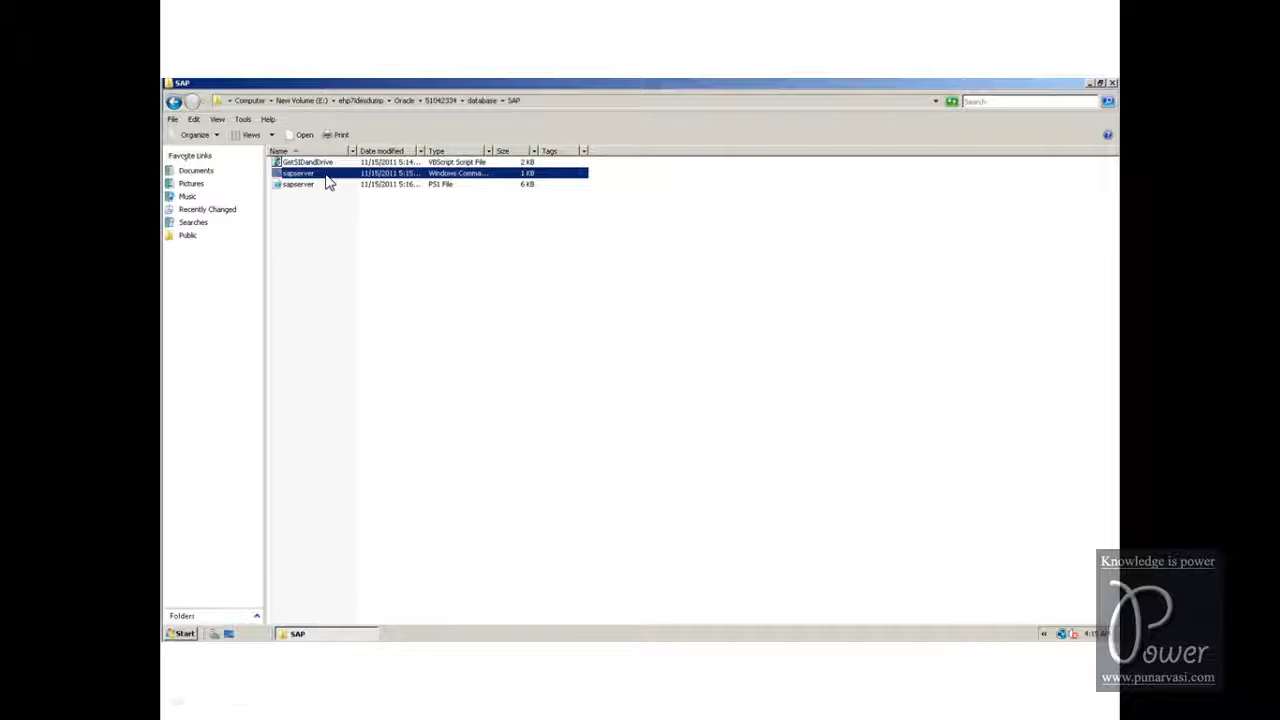 SAP
Computer New Volume (E:) ehp7idesdump Oracle 51042334 database SAP
Search
File Edit View Tools Help
Organize Views Open Print
Favorite Links
Documents
Pictures
Music
Recently Changed
Searches
Public
Name Date modified Type Size Tags
GetSIDandDrive 11/15/2011 5:14... VBScript Script File 2 KB
sapserver 11/15/2011 5:15... Windows Comma... 1 KB
sapserver 11/15/2011 5:16... PS1 File 6 KB
Folders
Start SAP « 4:15
Knowledge is power
Power
www.punarvasi.com